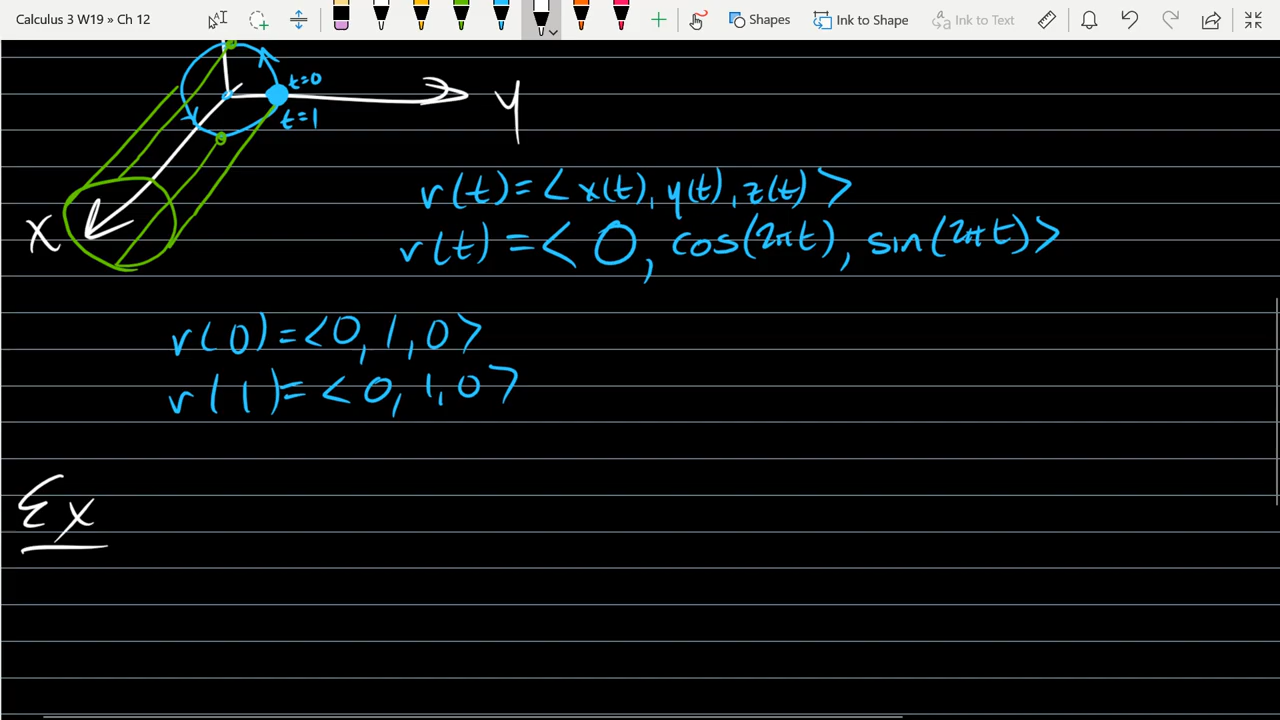 Calculus 3 W19 » Ch 12
Shapes
Ink to Shape
Ink to Text
t=0
t=1
y
X
r(t)=<x(t), y(t), z(t)>
r(t)=<0, cos(2πt), sin(2πt)>
r(0)=<0,1,0>
r(1)=<0,1,0>
Ex